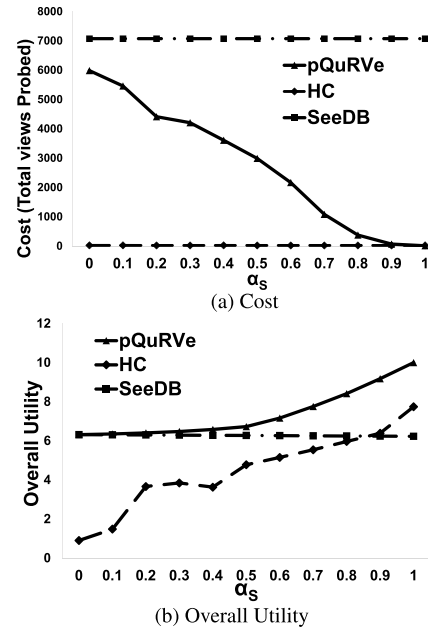 8000
7000
6000
5000
4000
3000
2000
1000
0
Cost (Total views Probed)
pQuRVe
HC
SeeDB
0 0.1 0.2 0.3 0.4 0.5 0.6 0.7 0.8 0.9 1
αS
(a) Cost
12
10
8
6
4
2
0
Overall Utility
pQuRVe
HC
SeeDB
0 0.1 0.2 0.3 0.4 0.5 0.6 0.7 0.8 0.9 1
αS
(b) Overall Utility